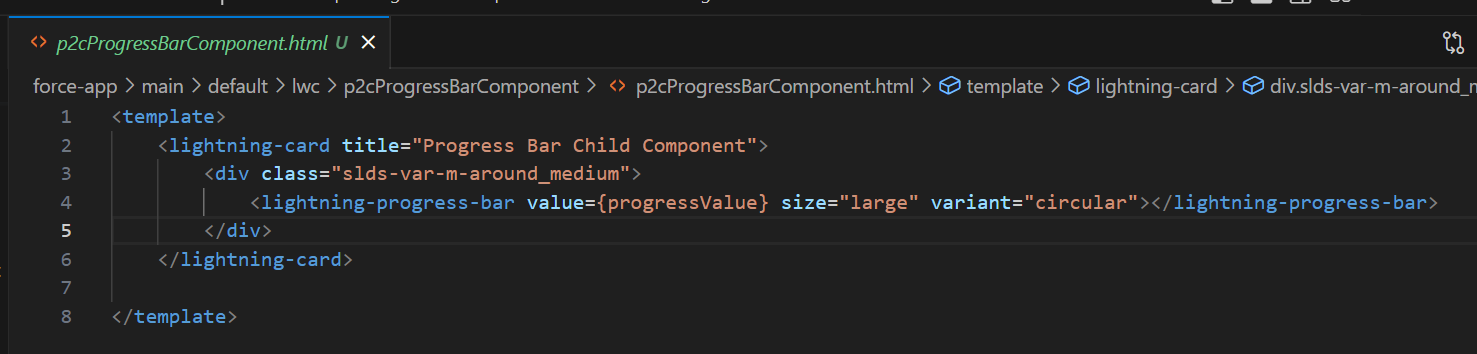 p2cProgressBarComponent.html U
force-app > main > default > lwc > p2cProgressBarComponent > p2cProgressBarComponent.html > template > lightning-card > div.slds-var-m-around_m
1 <template>
2 <lightning-card title="Progress Bar Child Component">
3 <div class="slds-var-m-around_medium">
4 <lightning-progress-bar value={progressValue} size="large" variant="circular"></lightning-progress-bar>
5 </div>
6 </lightning-card>
7
8 </template>